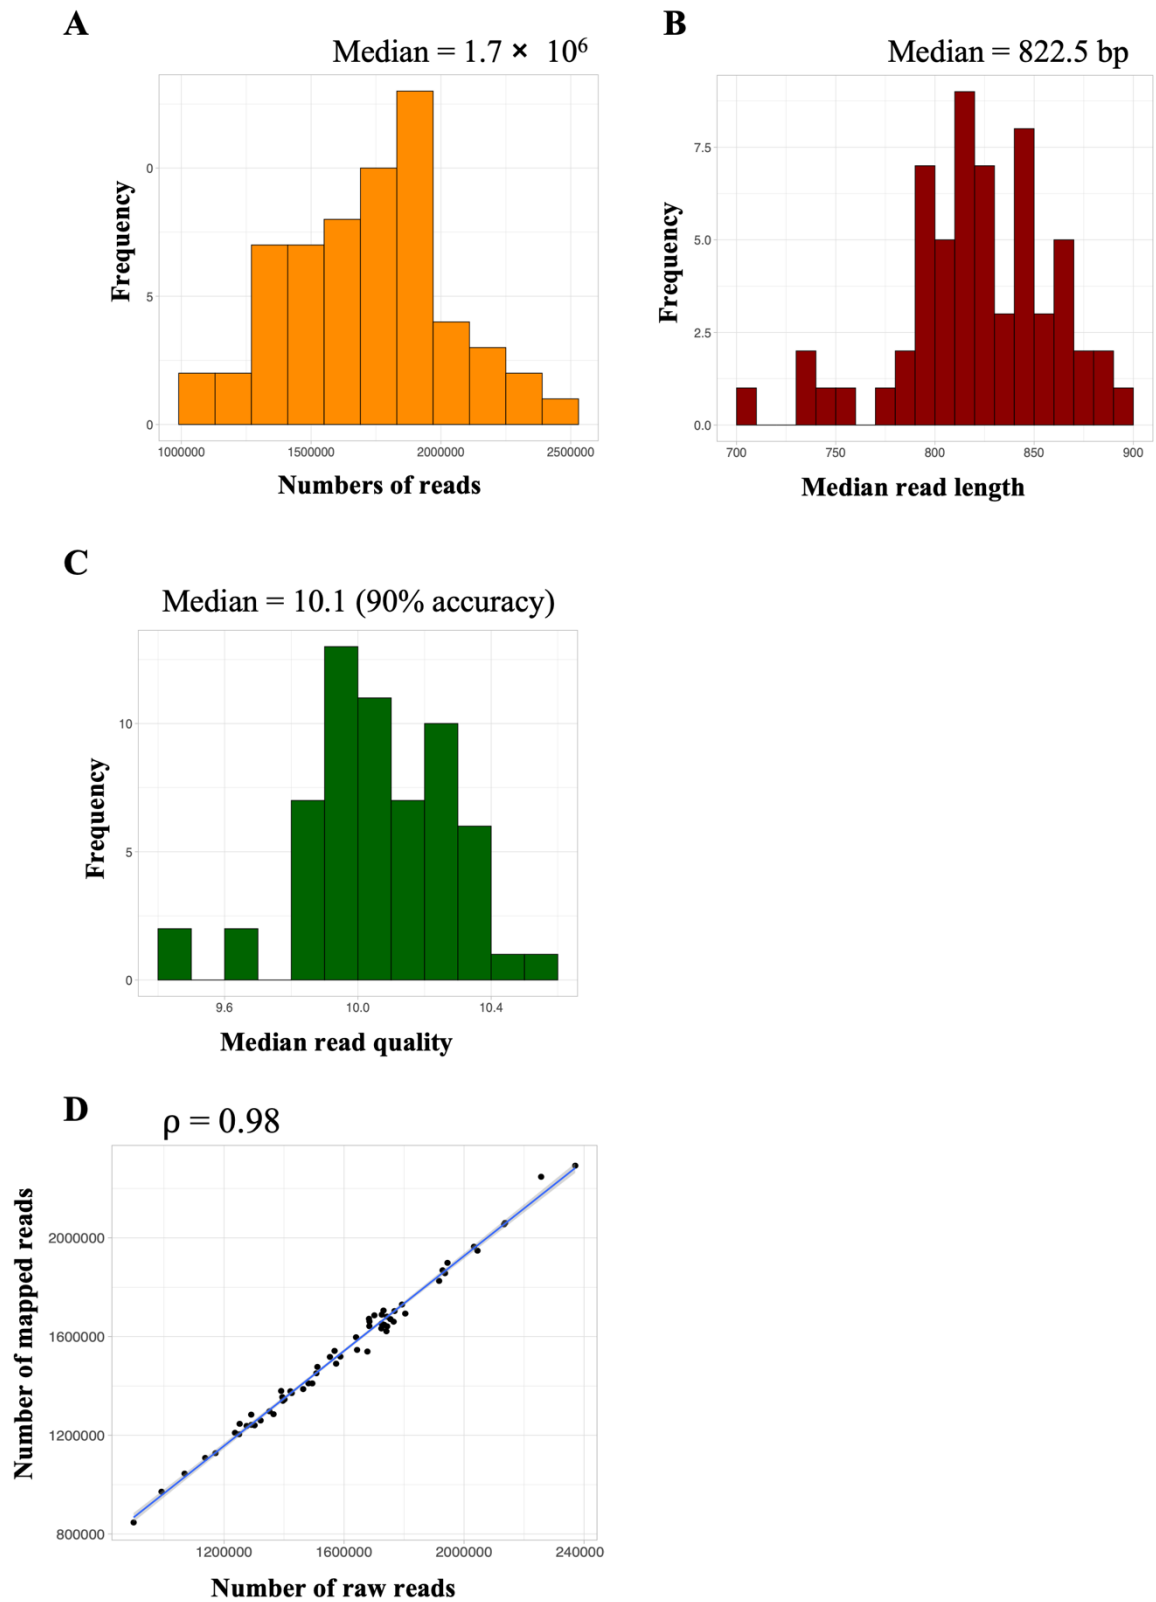 A
Median = 1.7 × 10⁶
Frequency
0
5
0
1000000 1500000 2000000 2500000
Numbers of reads
B
Median = 822.5 bp
Frequency
7.5
5.0
2.5
0.0
700 750 800 850 900
Median read length
C
Median = 10.1 (90% accuracy)
Frequency
10
5
0
9.6 10.0 10.4
Median read quality
D
ρ = 0.98
Number of mapped reads
2000000
1600000
1200000
800000
1200000 1600000 2000000 240000
Number of raw reads